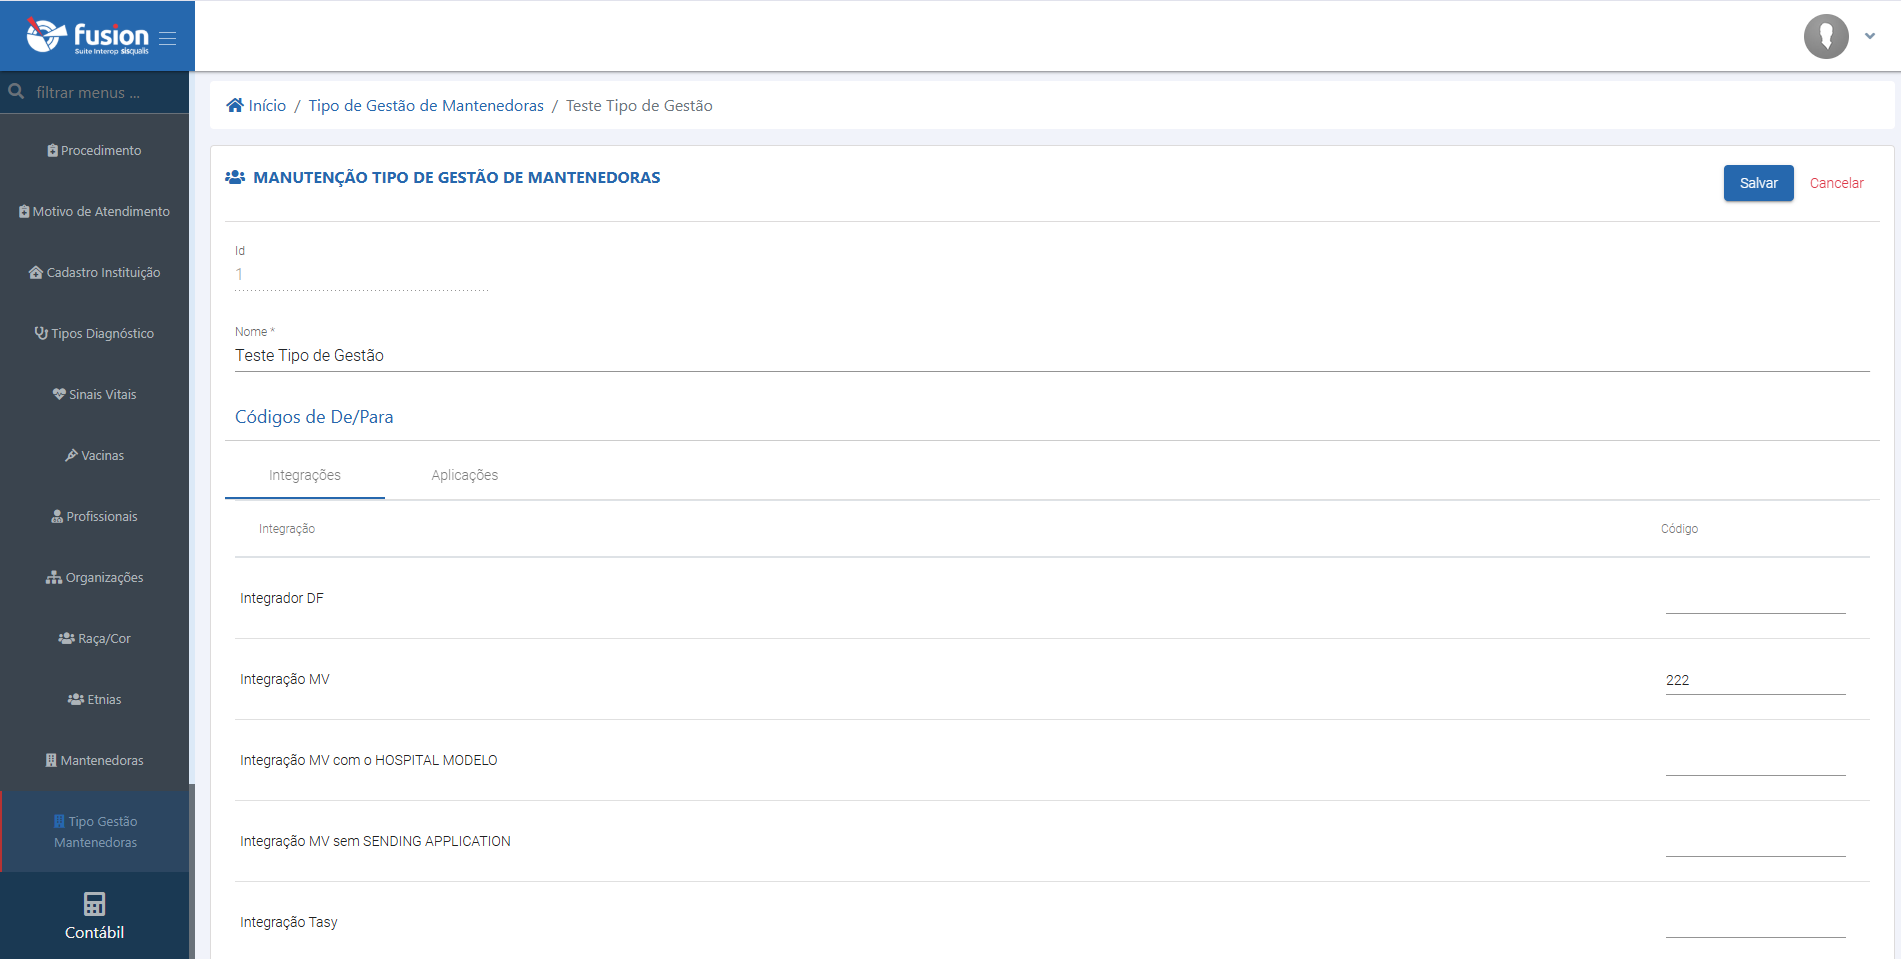 fusion
Suite Interop sisqualis
filtrar menus ...
Procedimento
Motivo de Atendimento
Cadastro Instituição
Tipos Diagnóstico
Sinais Vitais
Vacinas
Profissionais
Organizações
Raça/Cor
Etnias
Mantenedoras
Tipo Gestão
Mantenedoras
Contábil
Início / Tipo de Gestão de Mantenedoras / Teste Tipo de Gestão
MANUTENÇÃO TIPO DE GESTÃO DE MANTENEDORAS
Salvar Cancelar
Id
1
Nome *
Teste Tipo de Gestão
Códigos de De/Para
Integrações Aplicações
Integração Código
Integrador DF
Integração MV 222
Integração MV com o HOSPITAL MODELO
Integração MV sem SENDING APPLICATION
Integração Tasy